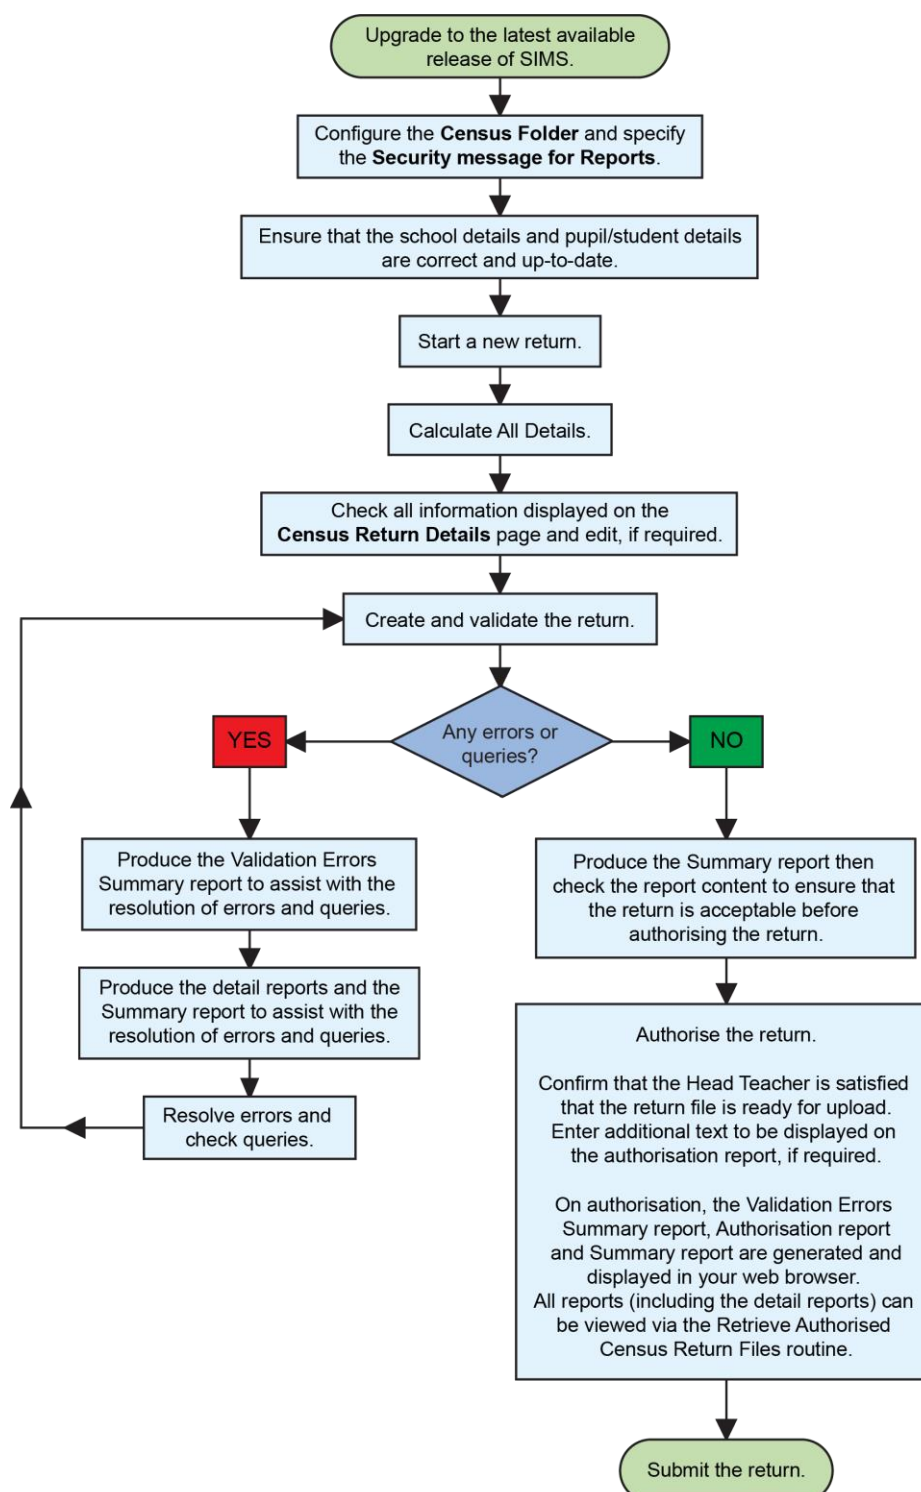 Upgrade to the latest available
release of SIMS.
Configure the Census Folder and specify
the Security message for Reports.
Ensure that the school details and pupil/student details
are correct and up-to-date.
Start a new return.
Calculate All Details.
Check all information displayed on the
Census Return Details page and edit, if required.
Create and validate the return.
Any errors or
queries?
YES
NO
Produce the Validation Errors
Summary report to assist with the
resolution of errors and queries.
Produce the detail reports and the
Summary report to assist with the
resolution of errors and queries.
Resolve errors and
check queries.
Produce the Summary report then
check the report content to ensure that
the return is acceptable before
authorising the return.
Authorise the return.
Confirm that the Head Teacher is satisfied
that the return file is ready for upload.
Enter additional text to be displayed on
the authorisation report, if required.
On authorisation, the Validation Errors
Summary report, Authorisation report
and Summary report are generated and
displayed in your web browser.
All reports (including the detail reports) can
be viewed via the Retrieve Authorised
Census Return Files routine.
Submit the return.